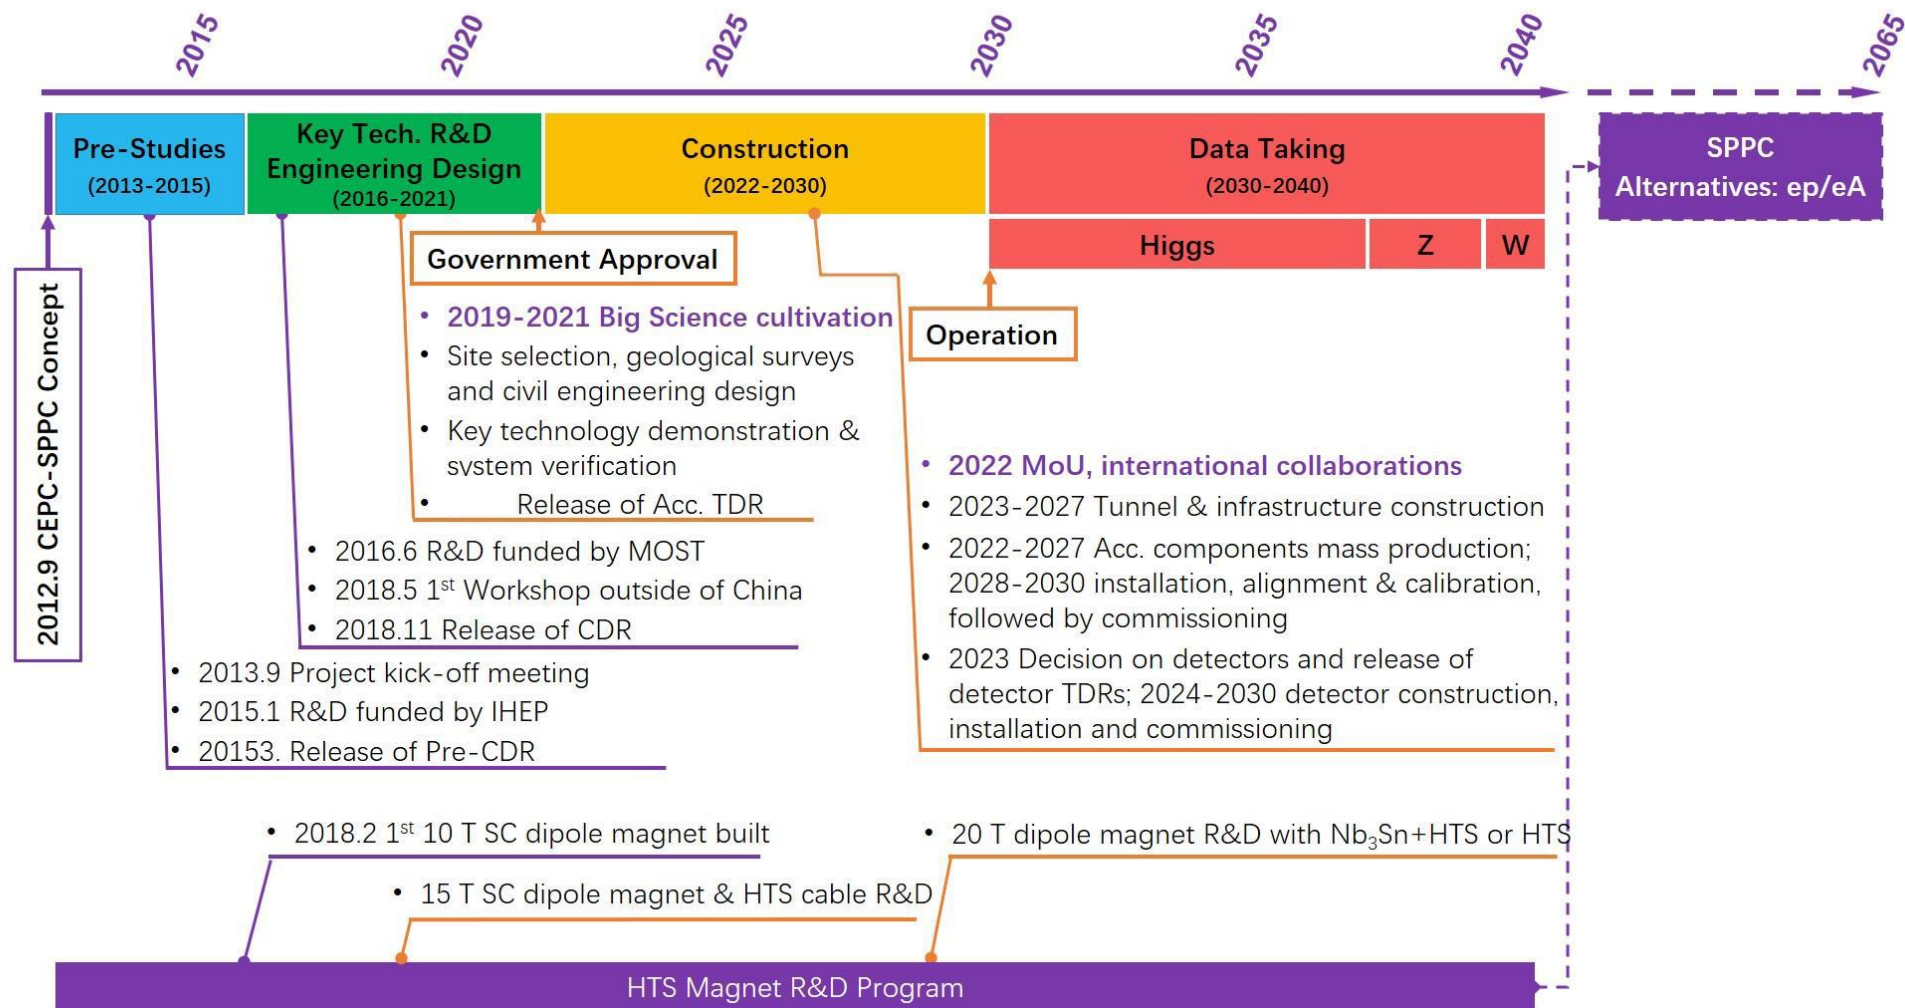 2015
2020
2025
2030
2035
2040
2065
Pre-Studies
(2013-2015)
Key Tech. R&D
Engineering Design
(2016-2021)
Construction
(2022-2030)
Data Taking
(2030-2040)
SPPC
Alternatives: ep/eA
Higgs
Z
W
2012.9 CEPC-SPPC Concept
Government Approval
Operation
• 2019-2021 Big Science cultivation
• Site selection, geological surveys
and civil engineering design
• Key technology demonstration &
system verification
• Release of Acc. TDR
• 2016.6 R&D funded by MOST
• 2018.5 1st Workshop outside of China
• 2018.11 Release of CDR
• 2013.9 Project kick-off meeting
• 2015.1 R&D funded by IHEP
• 20153. Release of Pre-CDR
• 2022 MoU, international collaborations
• 2023-2027 Tunnel & infrastructure construction
• 2022-2027 Acc. components mass production;
2028-2030 installation, alignment & calibration,
followed by commissioning
• 2023 Decision on detectors and release of
detector TDRs; 2024-2030 detector construction,
installation and commissioning
• 2018.2 1st 10 T SC dipole magnet built
• 15 T SC dipole magnet & HTS cable R&D
• 20 T dipole magnet R&D with Nb₃Sn+HTS or HTS
HTS Magnet R&D Program